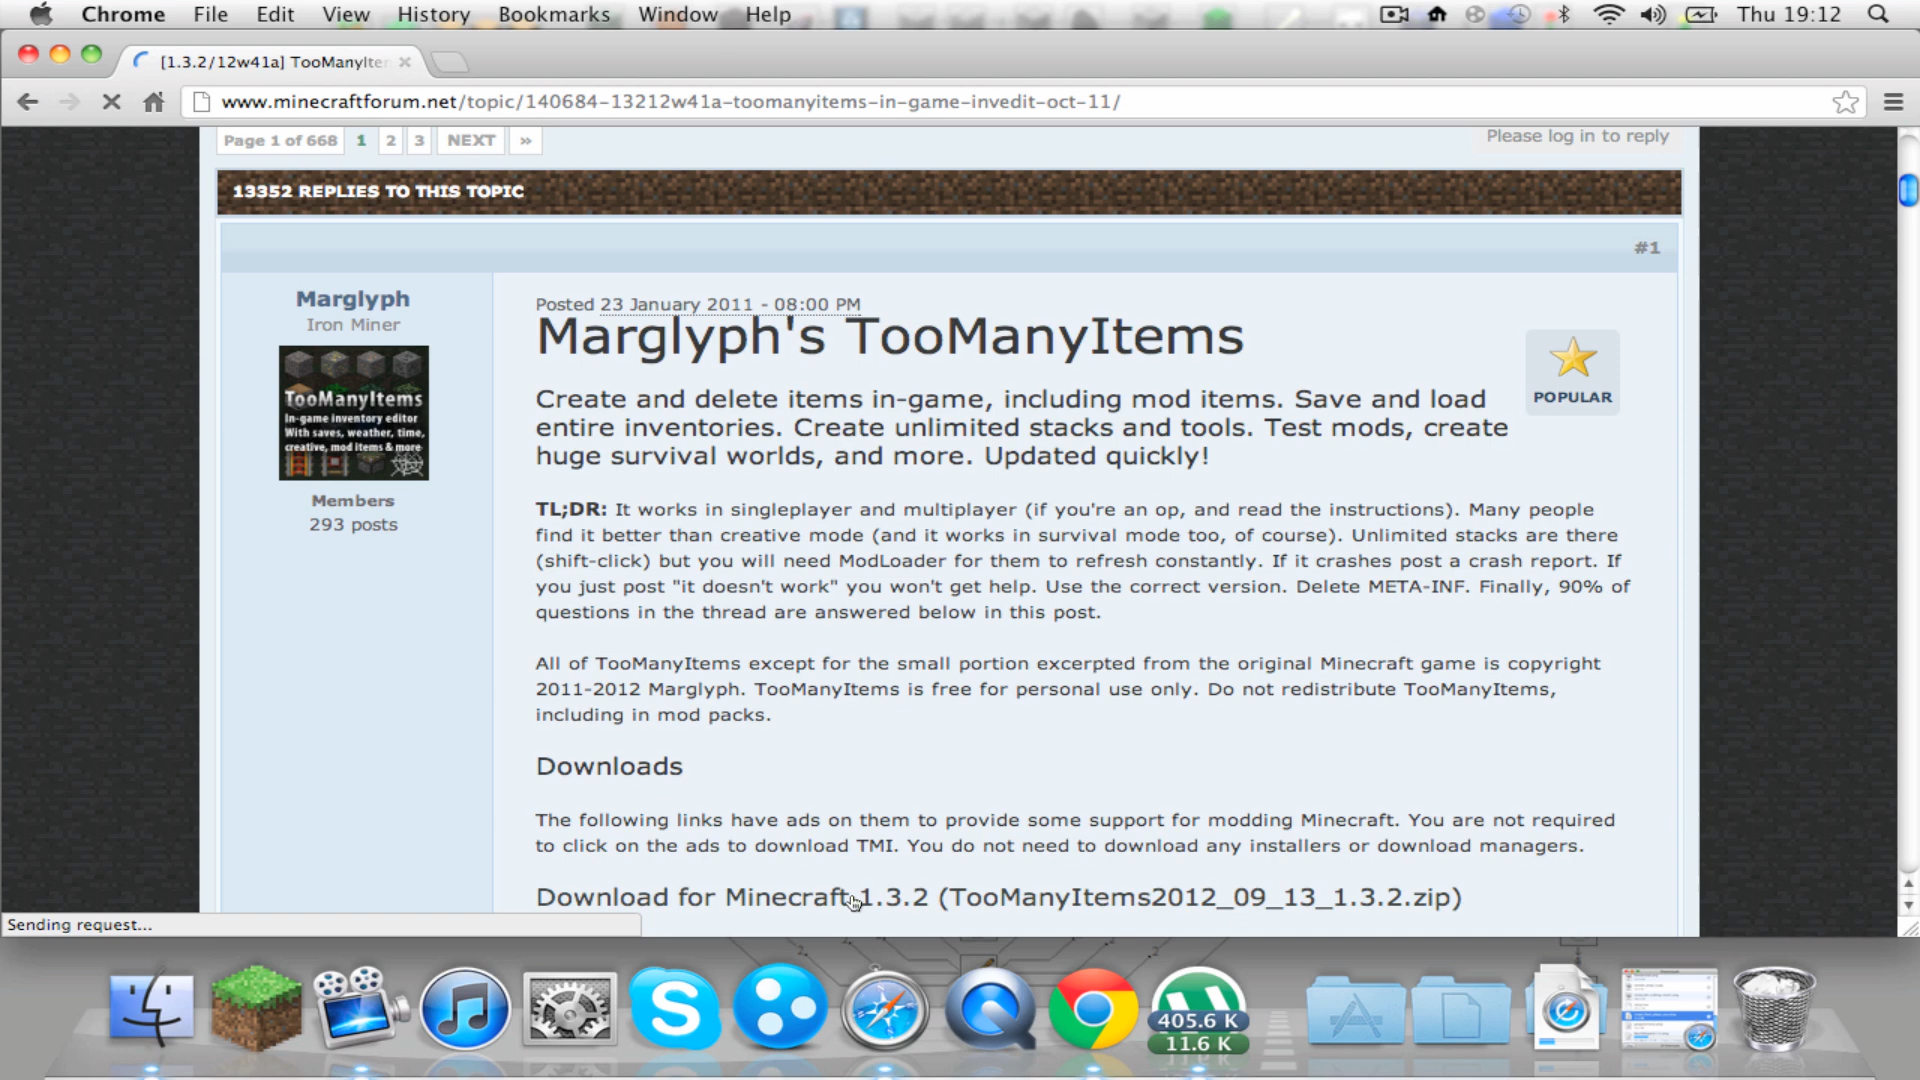 Chrome File Edit View History Bookmarks Window Help Thu 19:12
[1.3.2/12w41a] TooManyIte
www.minecraftforum.net/topic/140684-13212w41a-toomanyitems-in-game-invedit-oct-11/
Page 1 of 668 1 2 3 NEXT »
Please log in to reply
13352 REPLIES TO THIS TOPIC
#1
Marglyph
Iron Miner
TooManyItems
In-game inventory editor
With saves, weather, time,
creative, mod items & more
Members
293 posts
Posted 23 January 2011 - 08:00 PM
Marglyph's TooManyItems
POPULAR
Create and delete items in-game, including mod items. Save and load
entire inventories. Create unlimited stacks and tools. Test mods, create
huge survival worlds, and more. Updated quickly!
TL;DR: It works in singleplayer and multiplayer (if you're an op, and read the instructions). Many people
find it better than creative mode (and it works in survival mode too, of course). Unlimited stacks are there
(shift-click) but you will need ModLoader for them to refresh constantly. If it crashes post a crash report. If
you just post "it doesn't work" you won't get help. Use the correct version. Delete META-INF. Finally, 90% of
questions in the thread are answered below in this post.
All of TooManyItems except for the small portion excerpted from the original Minecraft game is copyright
2011-2012 Marglyph. TooManyItems is free for personal use only. Do not redistribute TooManyItems,
including in mod packs.
Downloads
The following links have ads on them to provide some support for modding Minecraft. You are not required
to click on the ads to download TMI. You do not need to download any installers or download managers.
Download for Minecraft 1.3.2 (TooManyItems2012_09_13_1.3.2.zip)
Sending request...
405.6 K
11.6 K